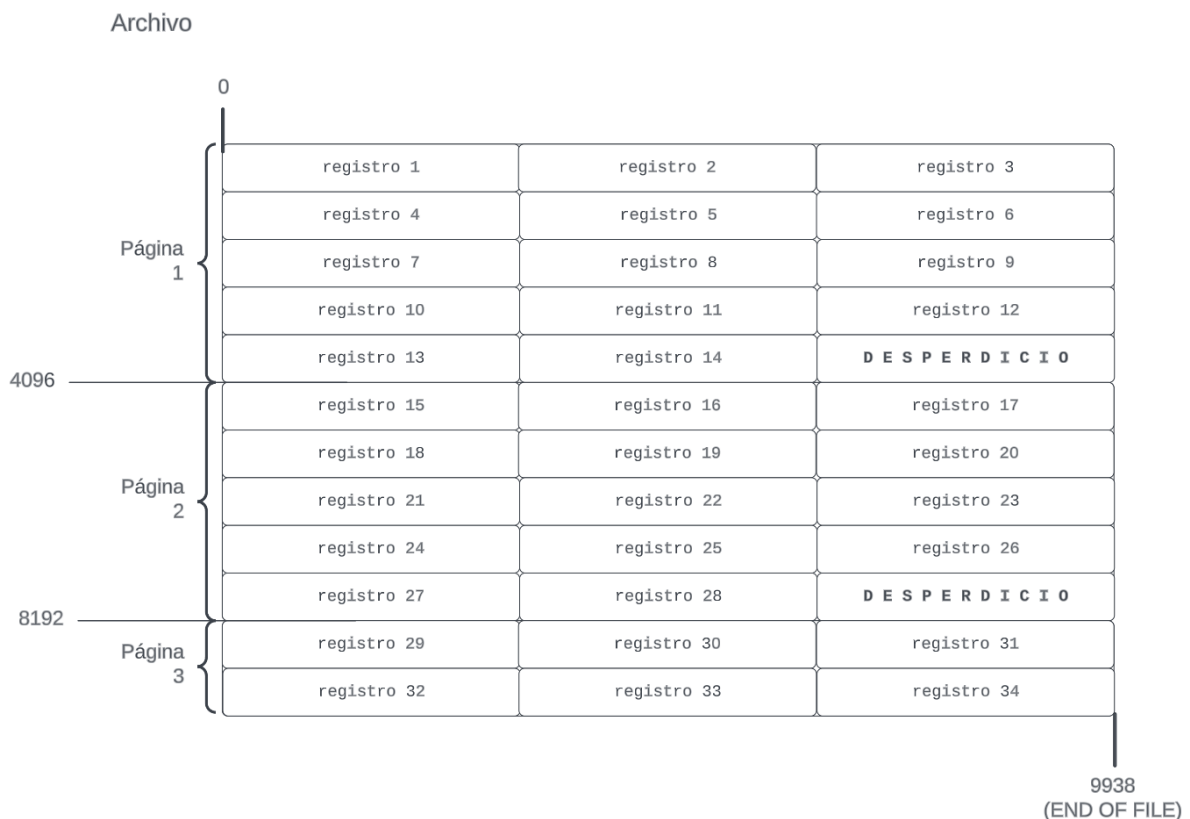 Archivo
0
registro 1 registro 2 registro 3
registro 4 registro 5 registro 6
Página
1
registro 7 registro 8 registro 9
registro 10 registro 11 registro 12
registro 13 registro 14 DESPERDICIO
4096
registro 15 registro 16 registro 17
registro 18 registro 19 registro 20
Página
2
registro 21 registro 22 registro 23
registro 24 registro 25 registro 26
registro 27 registro 28 DESPERDICIO
8192
registro 29 registro 30 registro 31
Página
3
registro 32 registro 33 registro 34
9938
(END OF FILE)